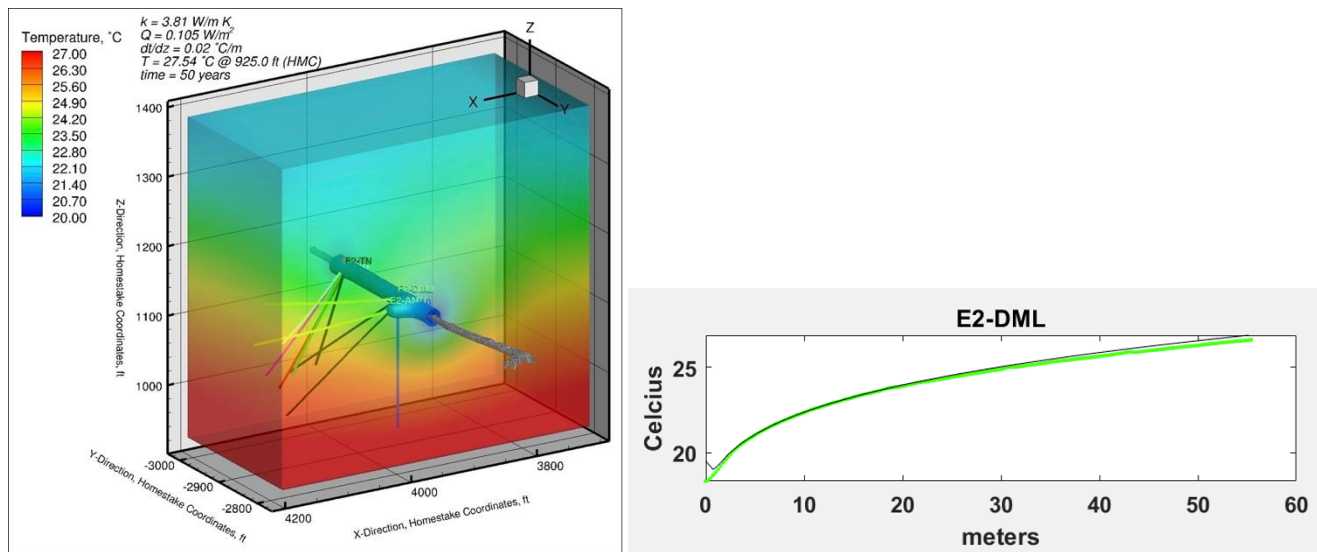 Temperature, ˚C
27.00
26.30
25.60
24.90
24.20
23.50
22.80
22.10
21.40
20.70
20.00
k = 3.81 W/m K
Q = 0.105 W/m²
dt/dz = 0.02 ˚C/m
T = 27.54 ˚C @ 925.0 ft (HMC)
time = 50 years
Z
X
Y
1400
1300
1200
1100
1000
Z-Direction, Homestake Coordinates, ft
E2-TN
E2-AMU
-3000
-2900
-2800
Y-Direction, Homestake Coordinates, ft
4200
4000
3800
X-Direction, Homestake Coordinates, ft
E2-DML
Celcius
25
20
0
10
20
30
40
50
60
meters